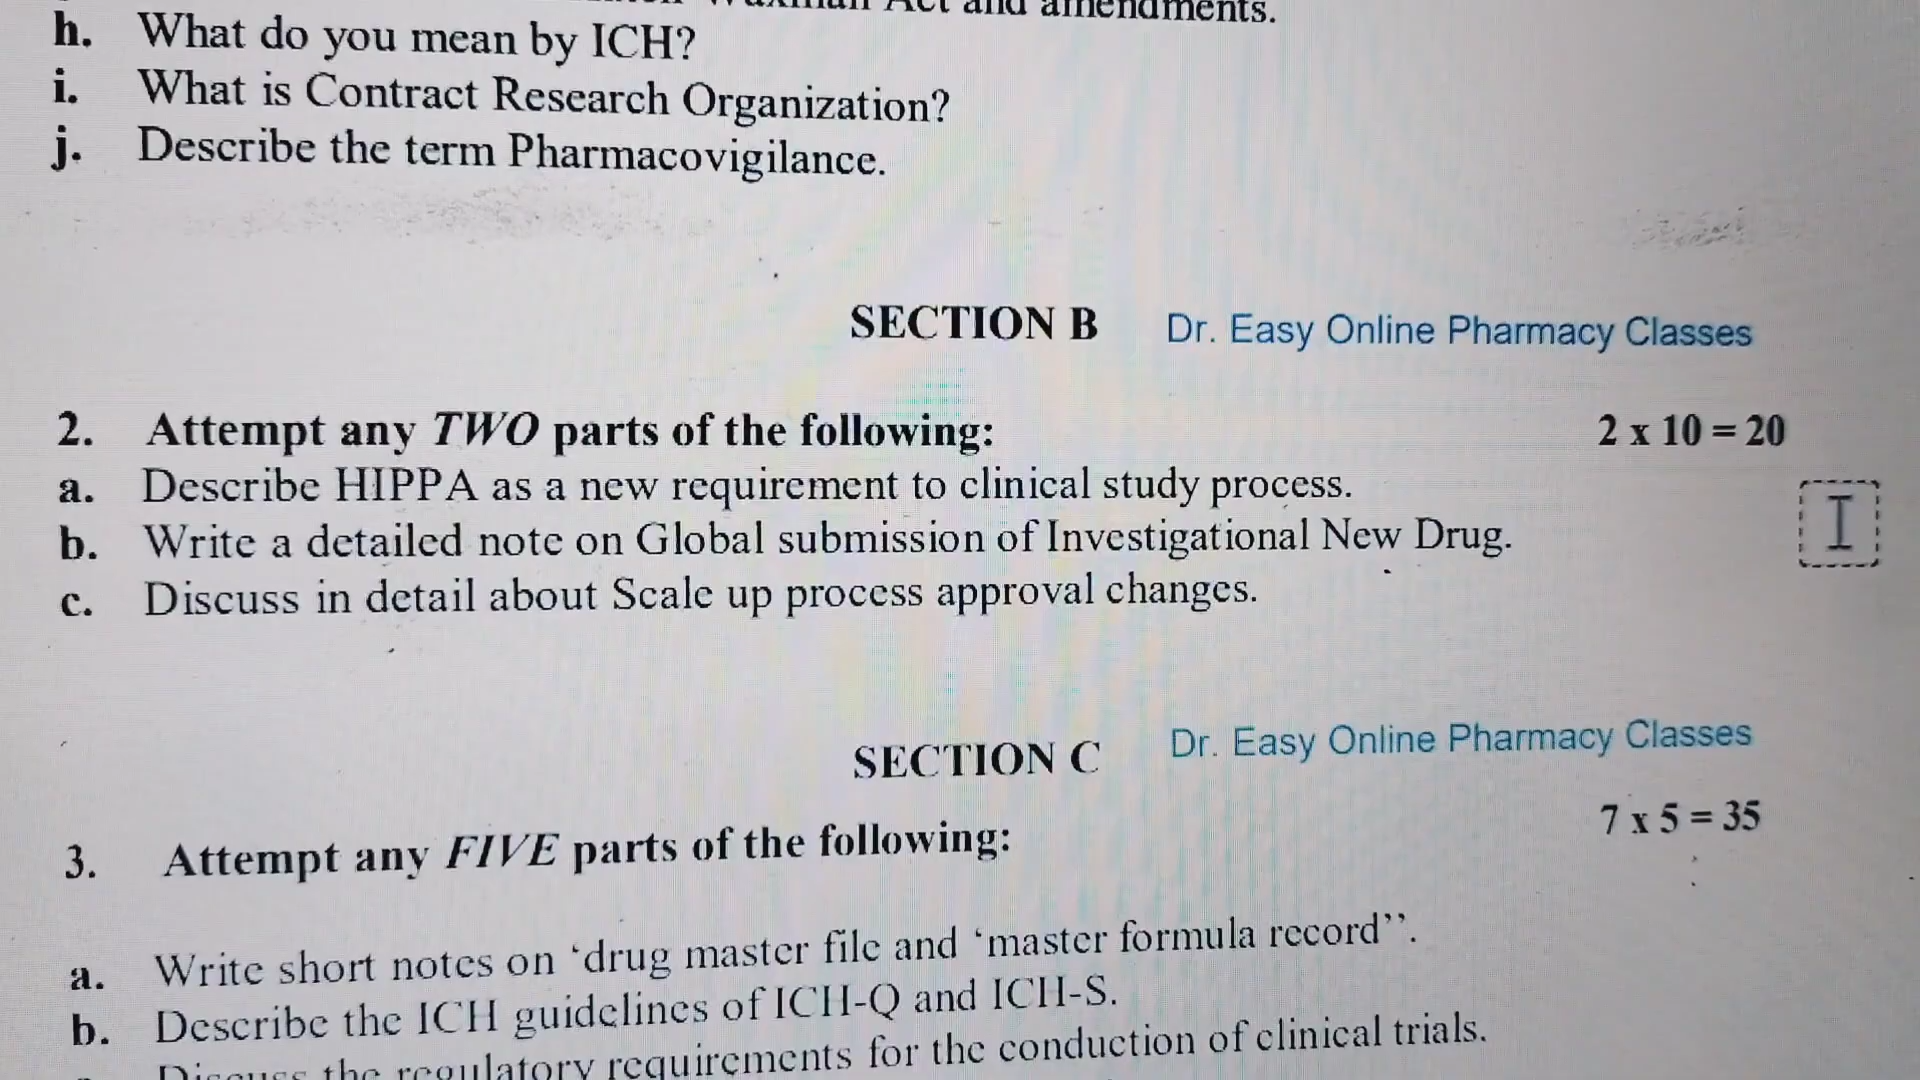 Act and amendments.
h. What do you mean by ICH?
i. What is Contract Research Organization?
j. Describe the term Pharmacovigilance.
SECTION B Dr. Easy Online Pharmacy Classes
2. Attempt any TWO parts of the following: 2 x 10 = 20
a. Describe HIPPA as a new requirement to clinical study process.
b. Write a detailed note on Global submission of Investigational New Drug.
c. Discuss in detail about Scale up process approval changes.
SECTION C Dr. Easy Online Pharmacy Classes
7 x 5 = 35
3. Attempt any FIVE parts of the following:
a. Write short notes on ‘drug master file and ‘master formula record’’.
b. Describe the ICH guidelines of ICH-Q and ICH-S.
Discuss the regulatory requirements for the conduction of clinical trials.